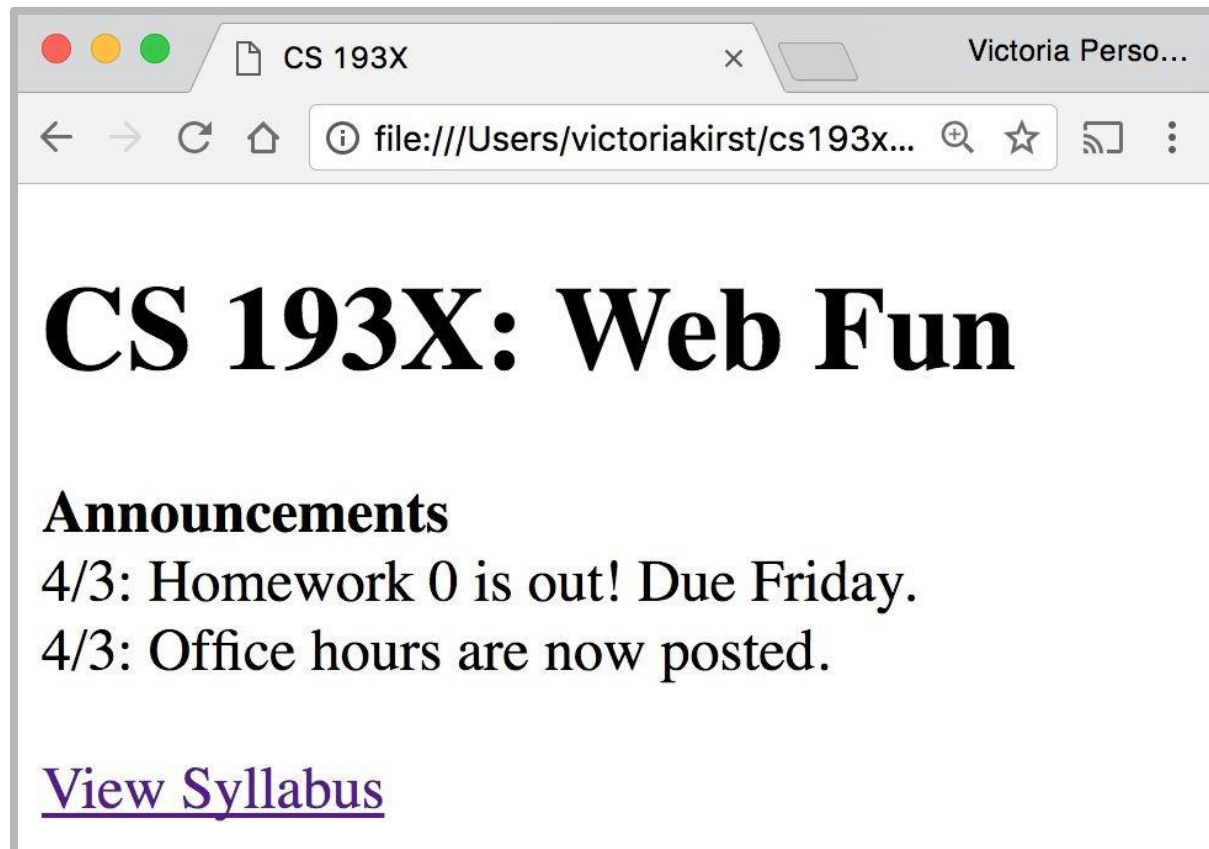 CS 193X
Victoria Perso...
file:///Users/victoriakirst/cs193x...
CS 193X: Web Fun
Announcements
4/3: Homework 0 is out! Due Friday.
4/3: Office hours are now posted.
View Syllabus